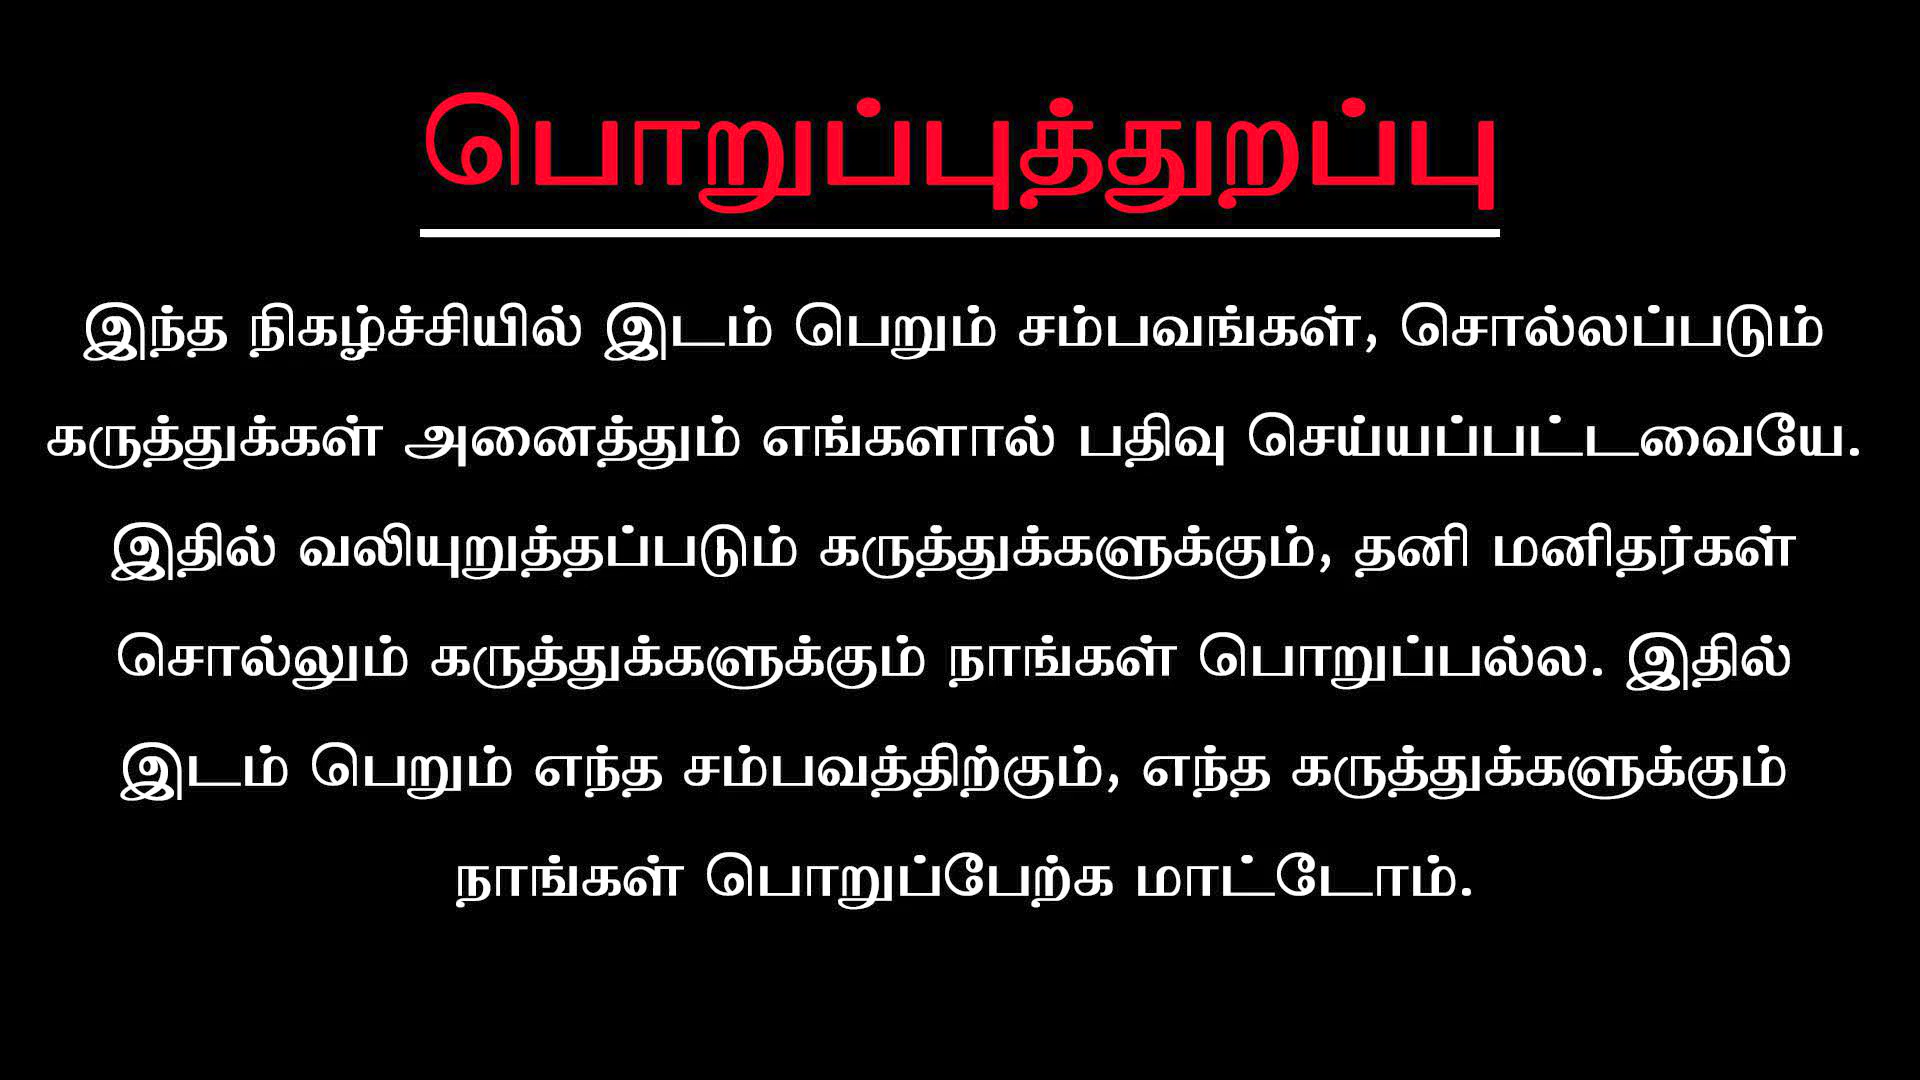 பொறுப்புத்துறப்பு
இந்த நிகழ்ச்சியில் இடம் பெறும் சம்பவங்கள், சொல்லப்படும்
கருத்துக்கள் அனைத்தும் எங்களால் பதிவு செய்யப்பட்டவையே.
இதில் வலியுறுத்தப்படும் கருத்துக்களுக்கும், தனி மனிதர்கள்
சொல்லும் கருத்துக்களுக்கும் நாங்கள் பொறுப்பல்ல. இதில்
இடம் பெறும் எந்த சம்பவத்திற்கும், எந்த கருத்துக்களுக்கும்
நாங்கள் பொறுப்பேற்க மாட்டோம்.